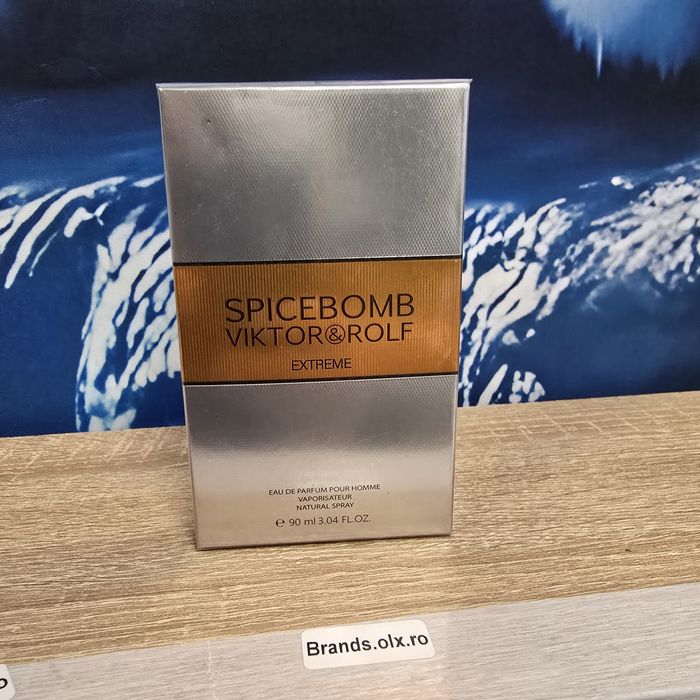 SPICEBOMB
VIKTOR&ROLF
EXTREME
EAU DE PARFUM POUR HOMME
VAPORISATEUR
NATURAL SPRAY
℮ 90 ml 3.04 FL.OZ.
Brands.olx.ro